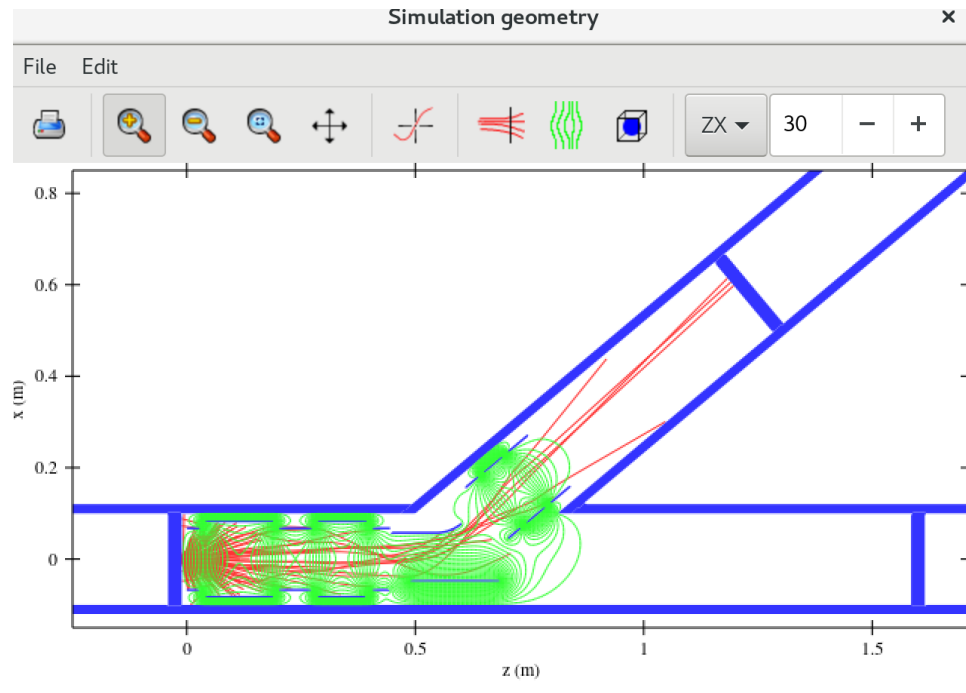 Simulation geometry ×
File Edit
ZX 30 − +
0.8
0.6
0.4
0.2
0
x (m)
0 0.5 1 1.5
z (m)